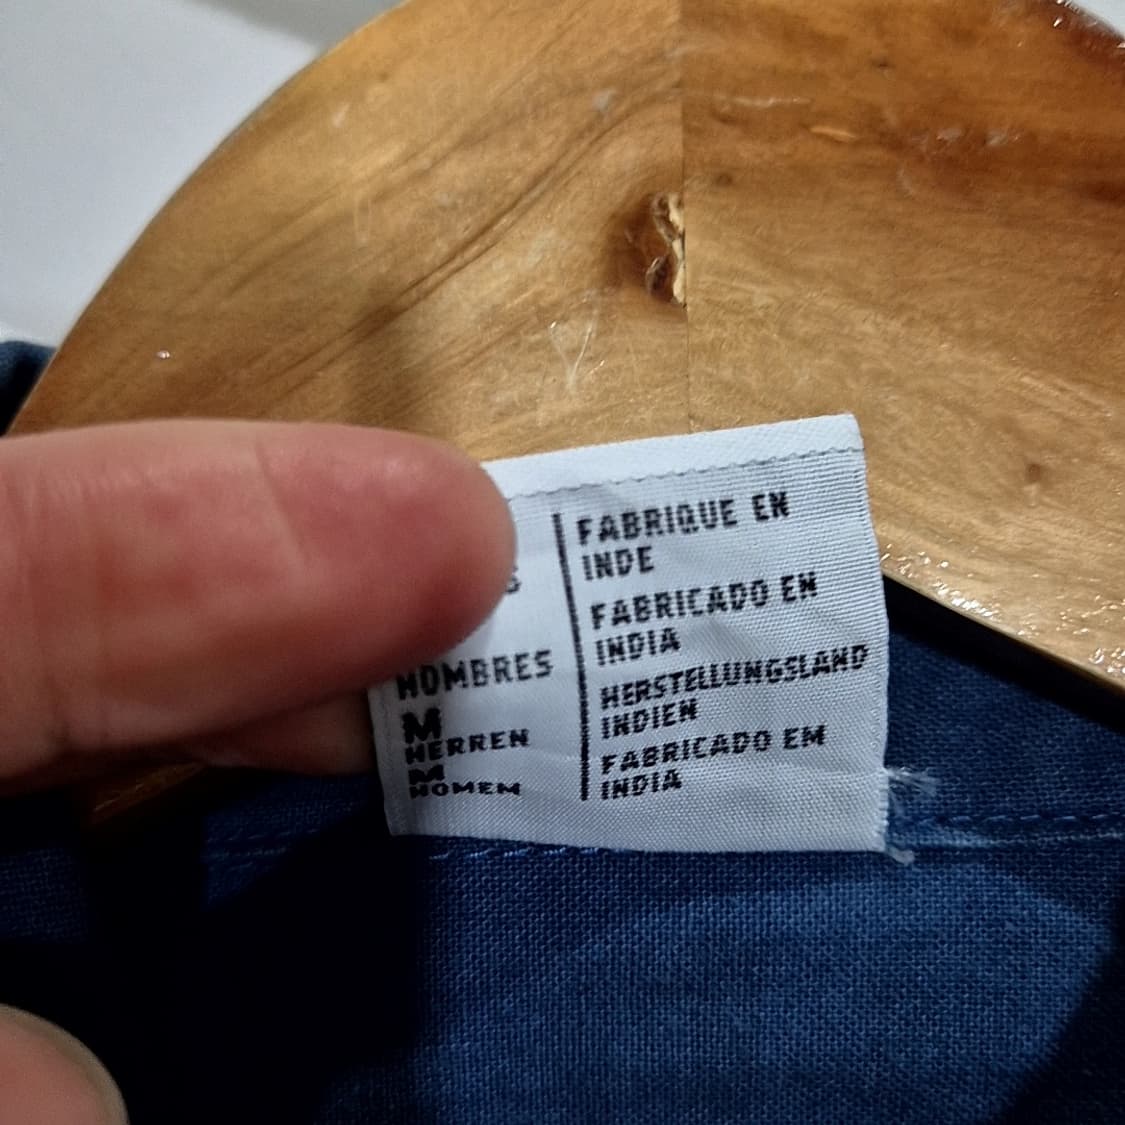 HOMBRES
M
HERREN
M
HOMEM
FABRIQUE EN
INDE
FABRICADO EN
INDIA
HERSTELLUNGSLAND
INDIEN
FABRICADO EM
INDIA